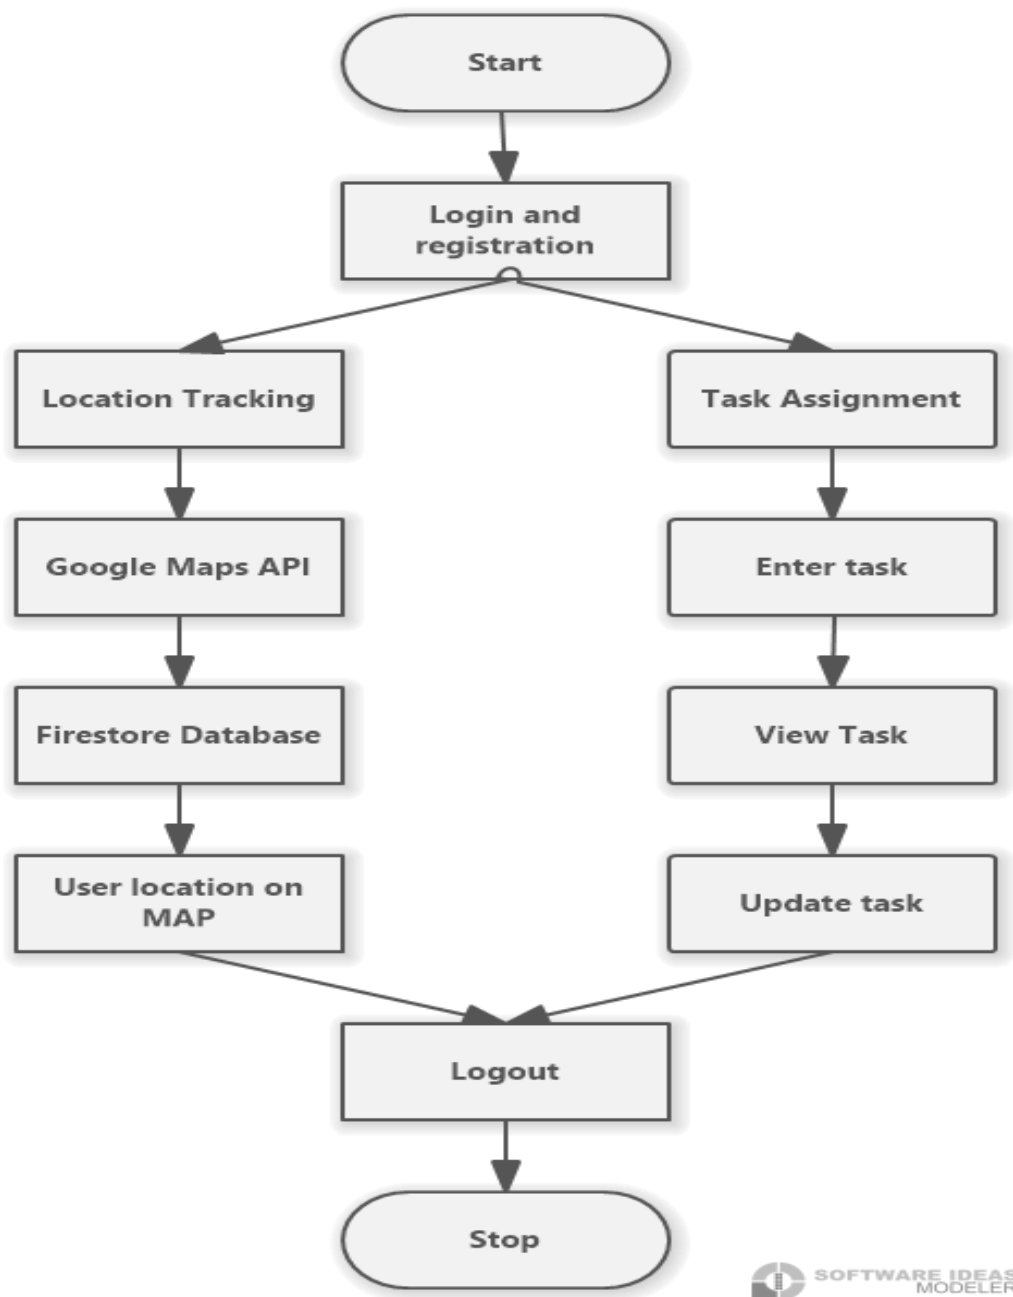 Start
Login and
registration
Location Tracking
Task Assignment
Google Maps API
Enter task
Firestore Database
View Task
User location on
MAP
Update task
Logout
Stop
SOFTWARE IDEAS
MODELER